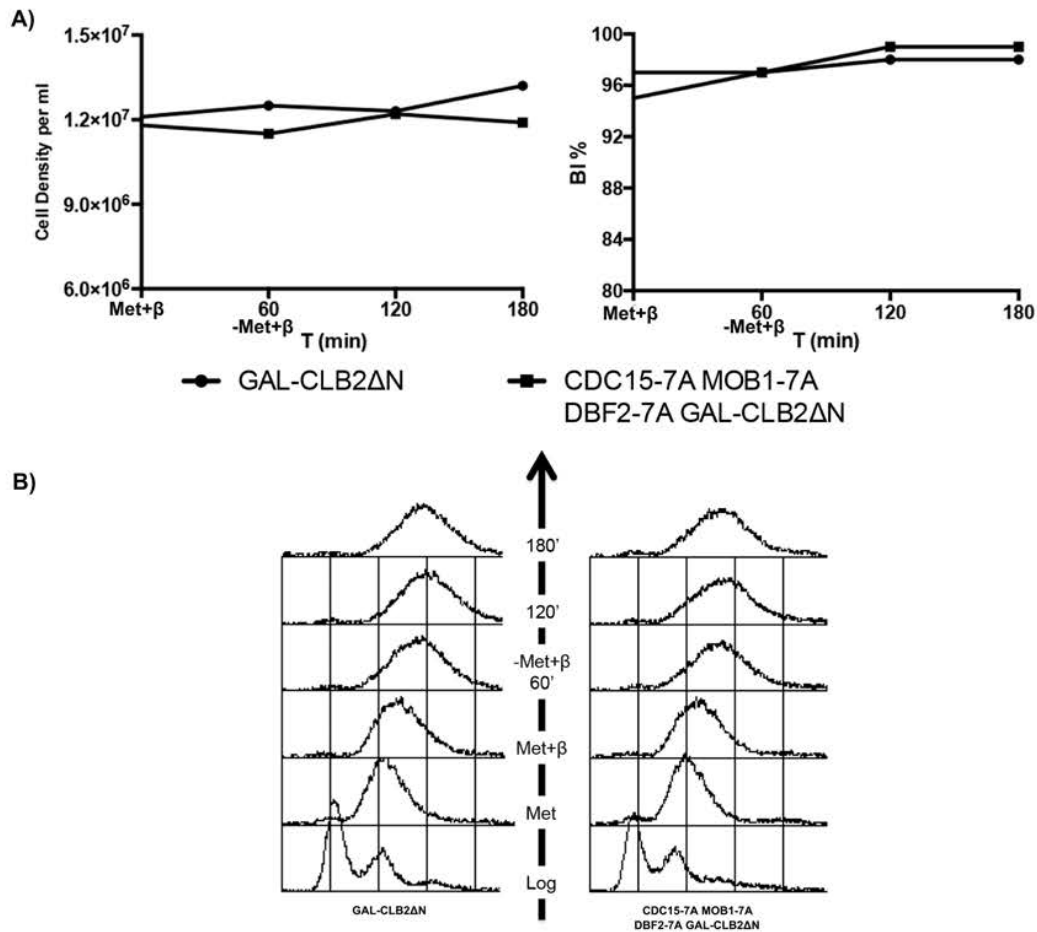 A)
1.5×10⁷
1.2×10⁷
9.0×10⁶
6.0×10⁶
Cell Density per ml
Met+β
60
120
180
-Met+β
T (min)
100
96
92
88
84
80
BI %
Met+β
60
120
180
-Met+β
T (min)
GAL-CLB2ΔN
CDC15-7A MOB1-7A
DBF2-7A GAL-CLB2ΔN
B)
180'
120'
-Met+β
60'
Met+β
Met
Log
GAL-CLB2ΔN
CDC15-7A MOB1-7A
DBF2-7A GAL-CLB2ΔN